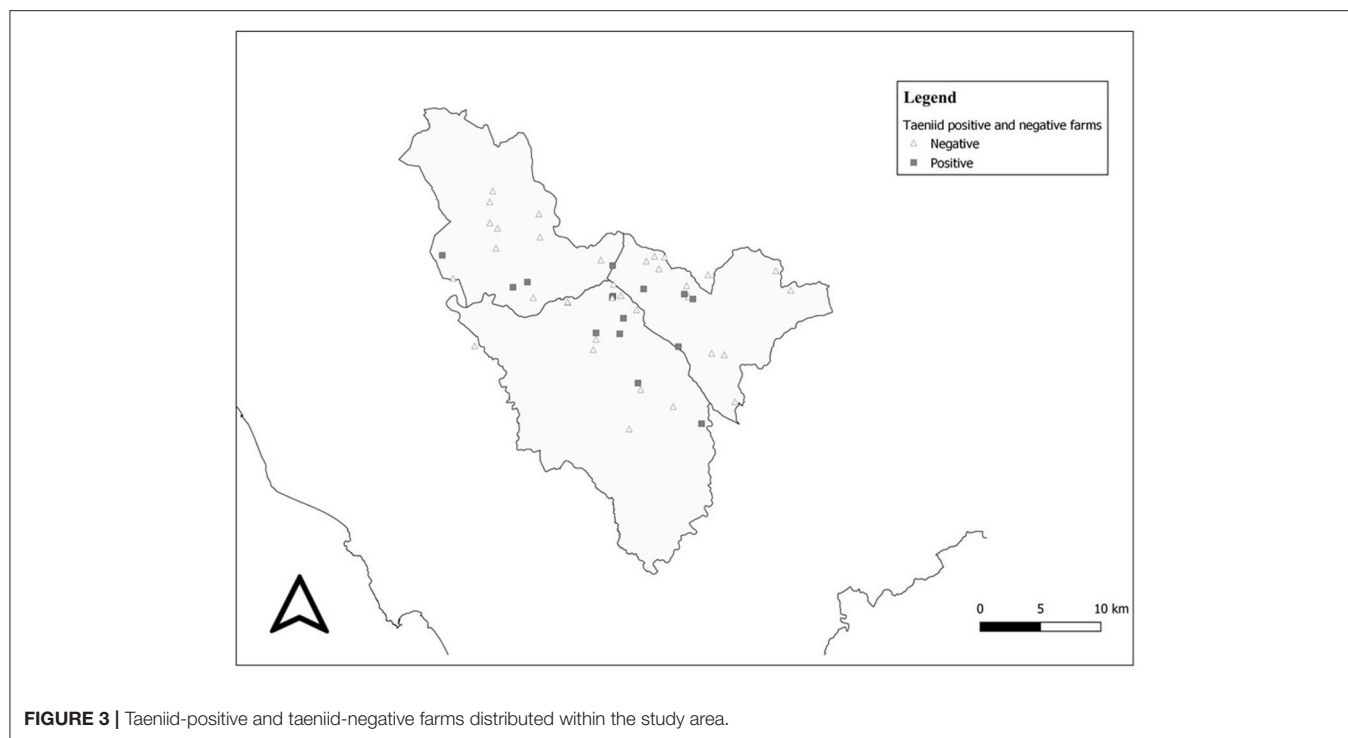 Legend
Taeniid positive and negative farms
Negative
Positive
0 5 10 km
FIGURE 3 | Taeniid-positive and taeniid-negative farms distributed within the study area.